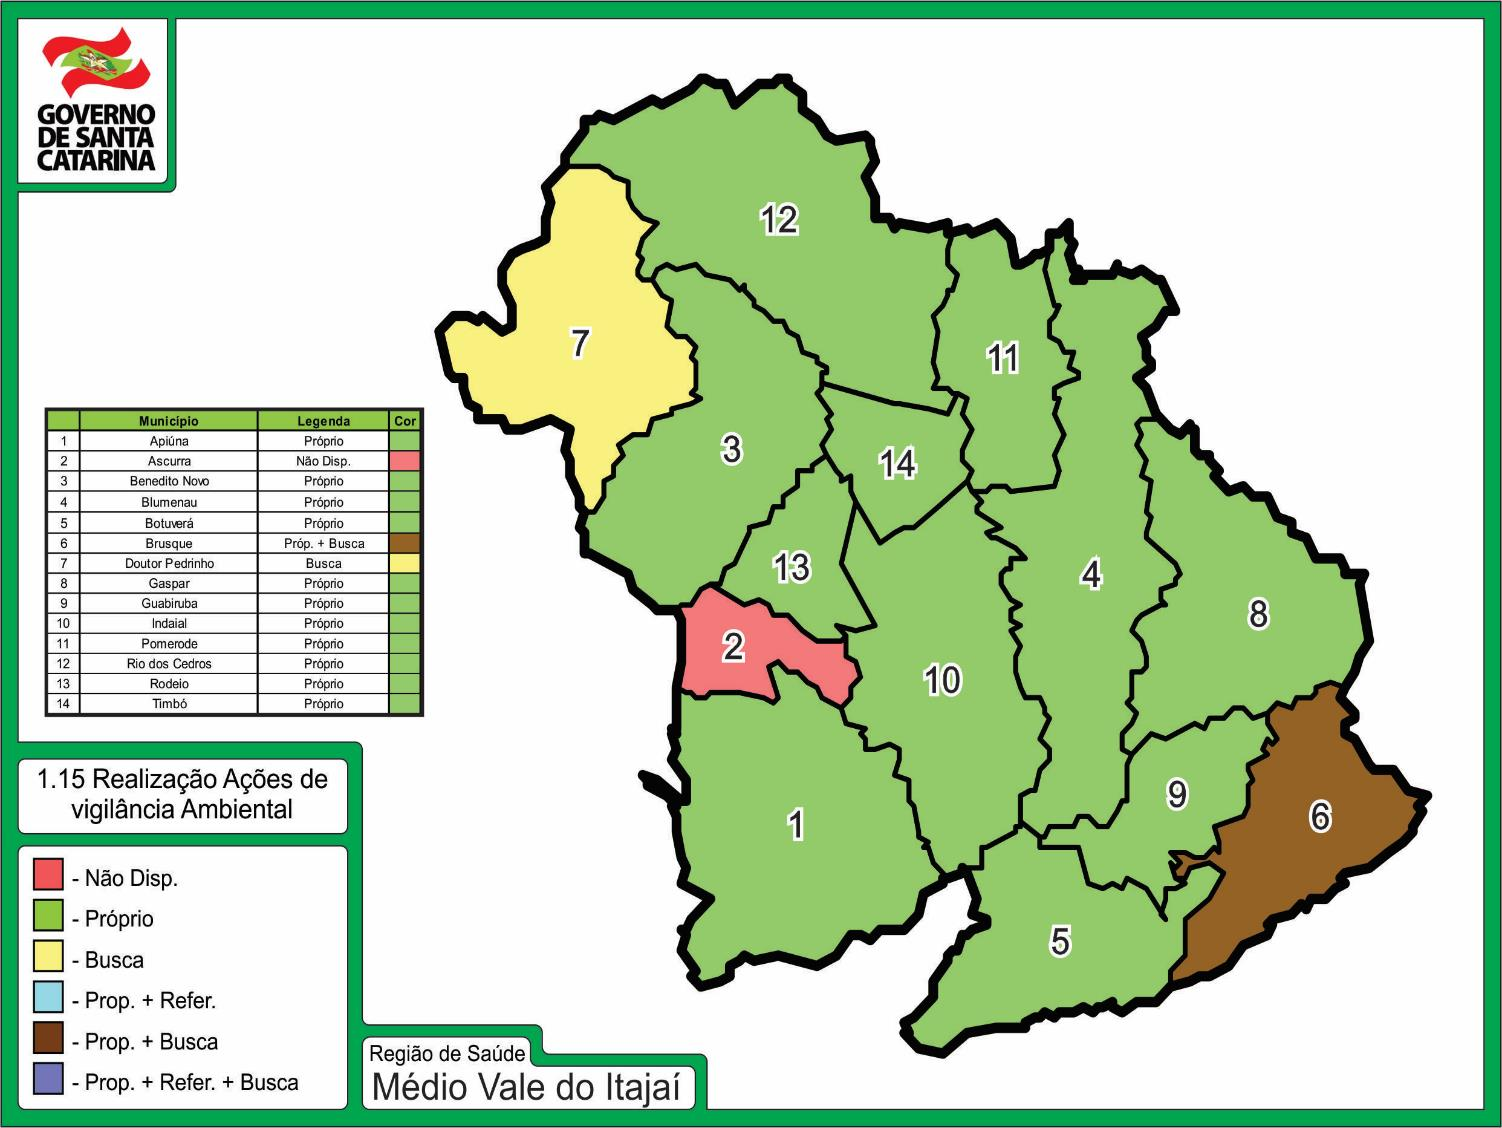 GOVERNO
DE SANTA
CATARINA
12
11
7
3
14
13
4
8
2
10
9
6
1
5
Município Legenda Cor
1 Apiúna Próprio
2 Ascurra Não Disp.
3 Benedito Novo Próprio
4 Blumenau Próprio
5 Botuverá Próprio
6 Brusque Próp. + Busca
7 Doutor Pedrinho Busca
8 Gaspar Próprio
9 Guabiruba Próprio
10 Indaial Próprio
11 Pomerode Próprio
12 Rio dos Cedros Próprio
13 Rodeio Próprio
14 Timbó Próprio
1.15 Realização Ações de
vigilância Ambiental
- Não Disp.
- Próprio
- Busca
- Prop. + Refer.
- Prop. + Busca
- Prop. + Refer. + Busca
Região de Saúde
Médio Vale do Itajaí